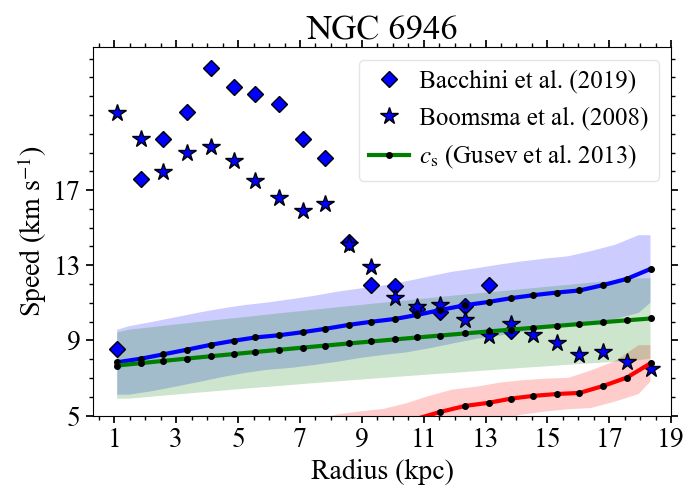 NGC 6946
Bacchini et al. (2019)
Boomsma et al. (2008)
cₛ (Gusev et al. 2013)
Speed (km s⁻¹)
17
13
9
5
1 3 5 7 9 11 13 15 17 19
Radius (kpc)